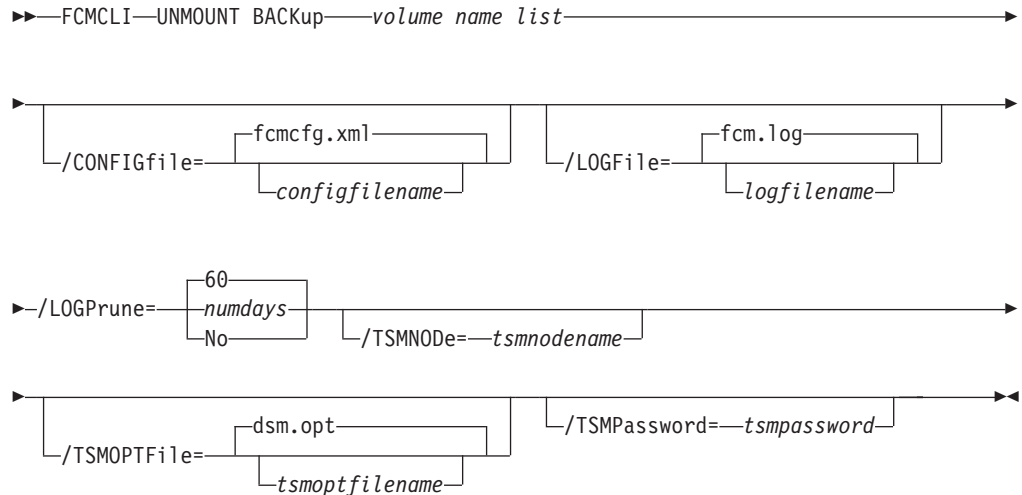 FCMCLI UNMOUNT BACKup volume name list
fcmcfg.xml fcm.log
/CONFIGfile= /LOGFile=
configfilename logfilename
60
/LOGPrune= numdays
No /TSMNODe= tsmnodename
dsm.opt /TSMPassword= tsmpassword
/TSMOPTFile=
tsmoptfilename